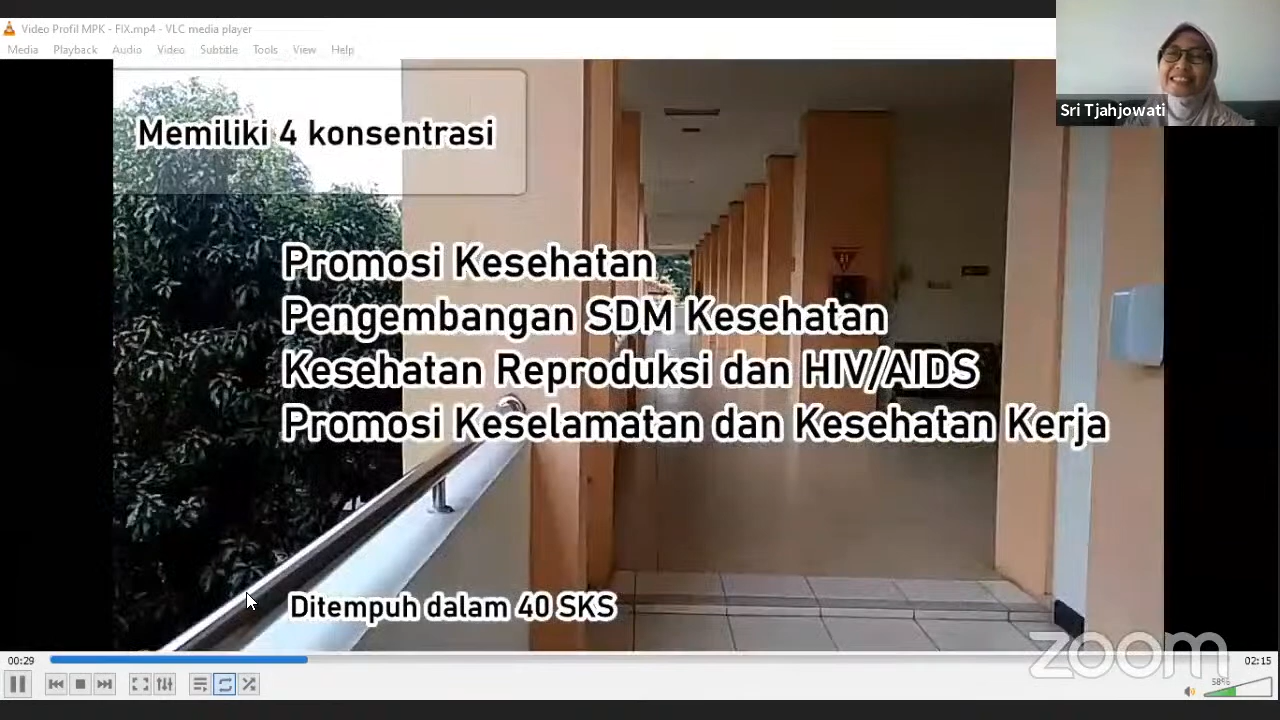 Video Profil MPK - FIX.mp4 - VLC media player
Media Playback Audio Video Subtitle Tools View Help
Sri Tjahjowati
Memiliki 4 konsentrasi
Promosi Kesehatan
Pengembangan SDM Kesehatan
Kesehatan Reproduksi dan HIV/AIDS
Promosi Keselamatan dan Kesehatan Kerja
Ditempuh dalam 40 SKS
zoom
00:29
02:15
58%